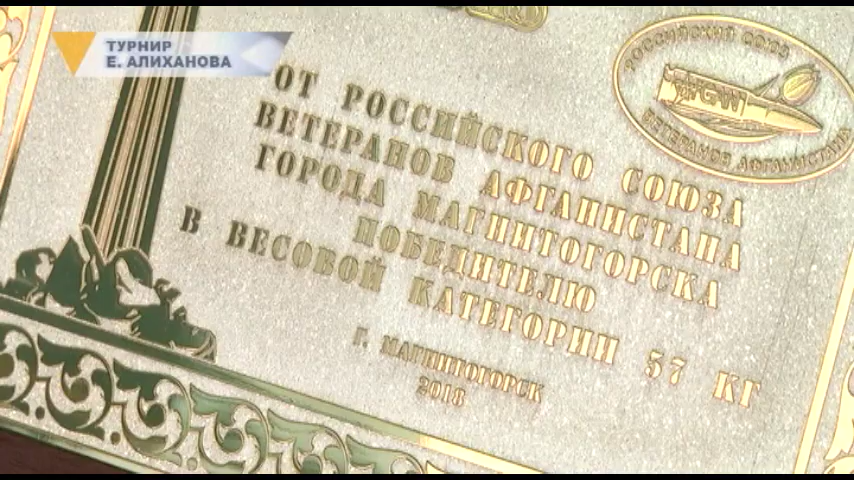 ТУРНИР
Е. АЛИХАНОВА
РОССИЙСКИЙ СОЮЗ
ВЕТЕРАНОВ АФГАНИСТАНА
ОТ РОССИЙСКОГО СОЮЗА
ВЕТЕРАНОВ АФГАНИСТАНА
ГОРОДА МАГНИТОГОРСКА
ПОБЕДИТЕЛЮ
В ВЕСОВОЙ КАТЕГОРИИ 57 КГ
Г. МАГНИТОГОРСК
2018